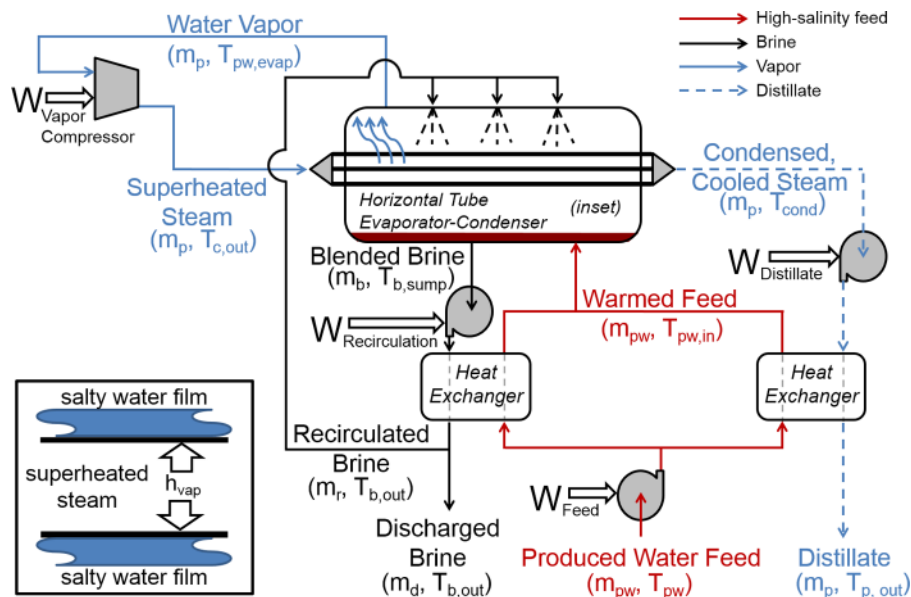 Water Vapor
(mp, Tpw,evap)
W Vapor
Compressor
High-salinity feed
Brine
Vapor
Distillate
Superheated
Steam
(mp, Tc,out)
Horizontal Tube
Evaporator-Condenser
(inset)
Condensed,
Cooled Steam
(mp, Tcond)
Blended Brine
(mb, Tb,sump)
W Distillate
Warmed Feed
(mpw, Tpw,in)
W Recirculation
Heat
Exchanger
Heat
Exchanger
salty water film
superheated
steam
hvap
salty water film
Recirculated
Brine
(mr, Tb,out)
W Feed
Discharged
Brine
(md, Tb,out)
Produced Water Feed
(mpw, Tpw)
Distillate
(mp, Tp, out)